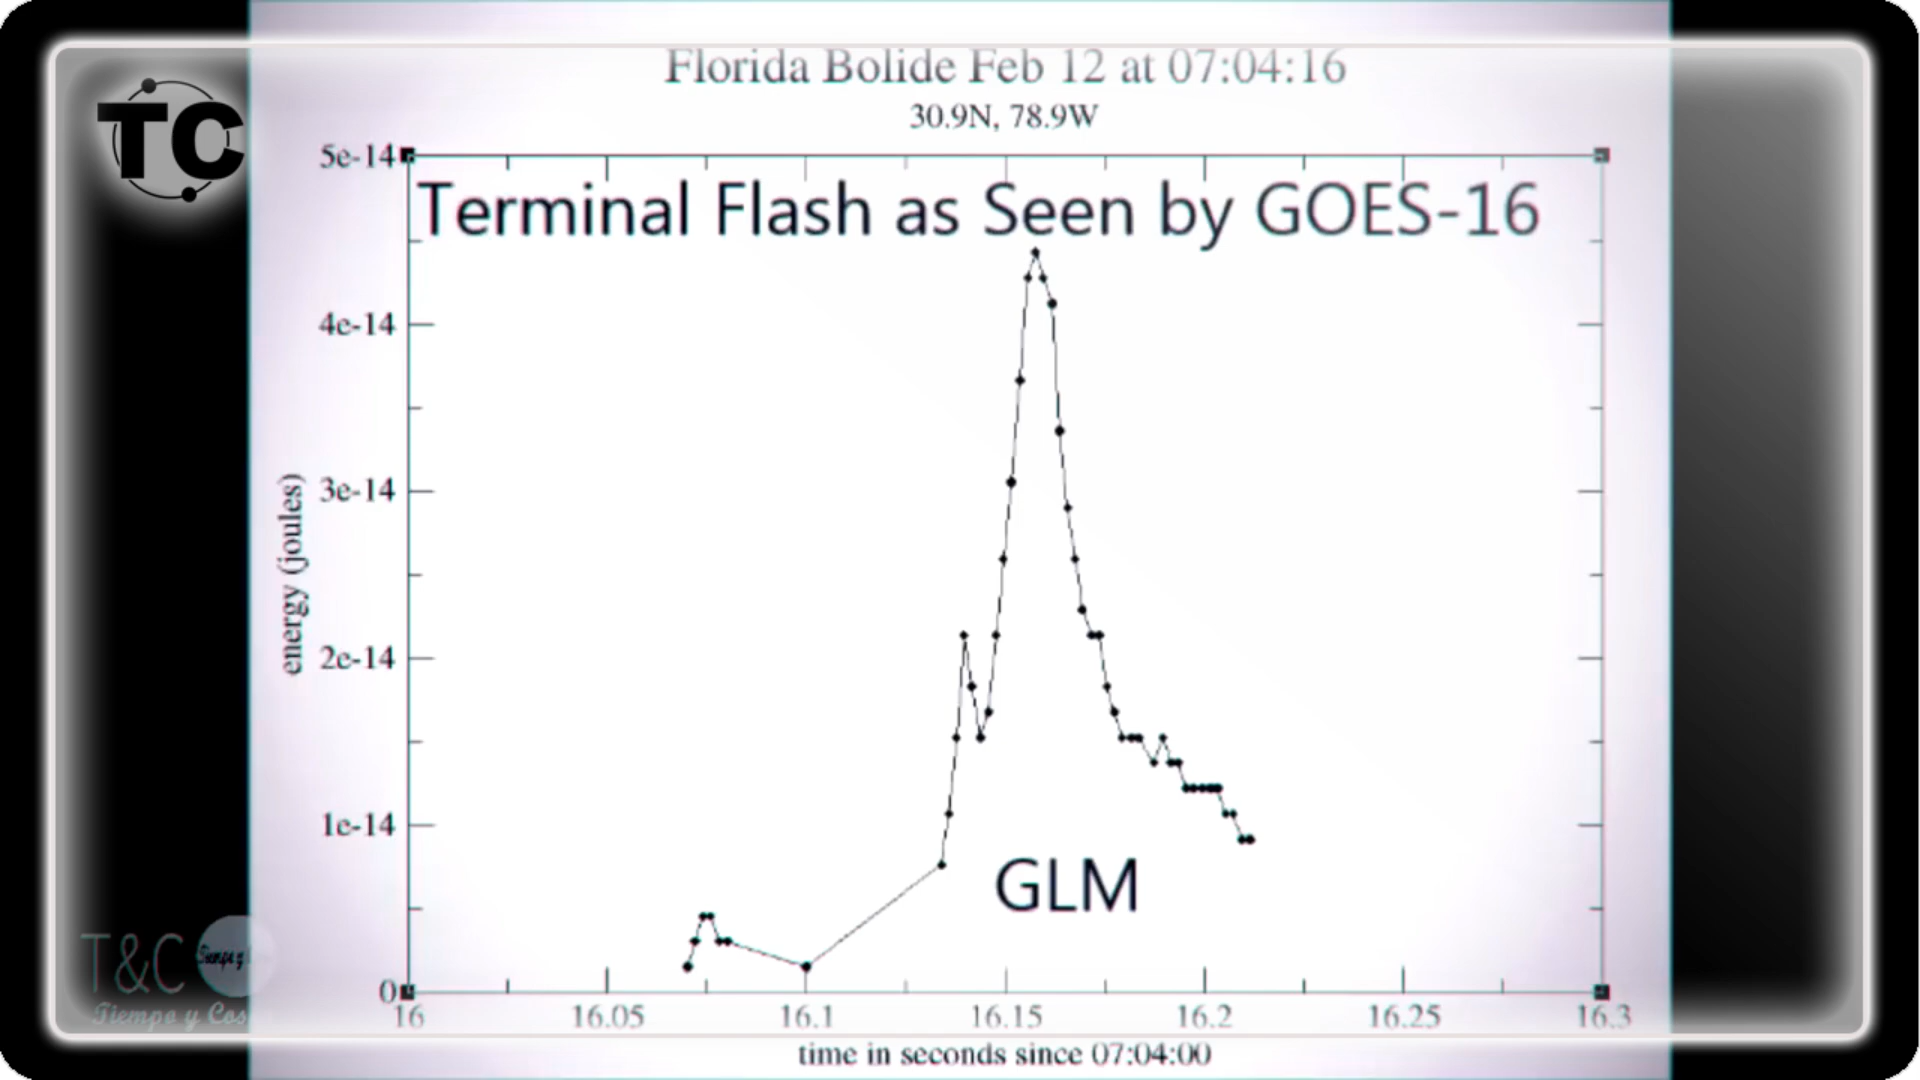 Florida Bolide Feb 12 at 07:04:16
30.9N, 78.9W
TC
Terminal Flash as Seen by GOES-16
5e-14
4e-14
3e-14
2e-14
1e-14
0
energy (joules)
GLM
16 16.05 16.1 16.15 16.2 16.25 16.3
time in seconds since 07:04:00
T&C
Tiempo y